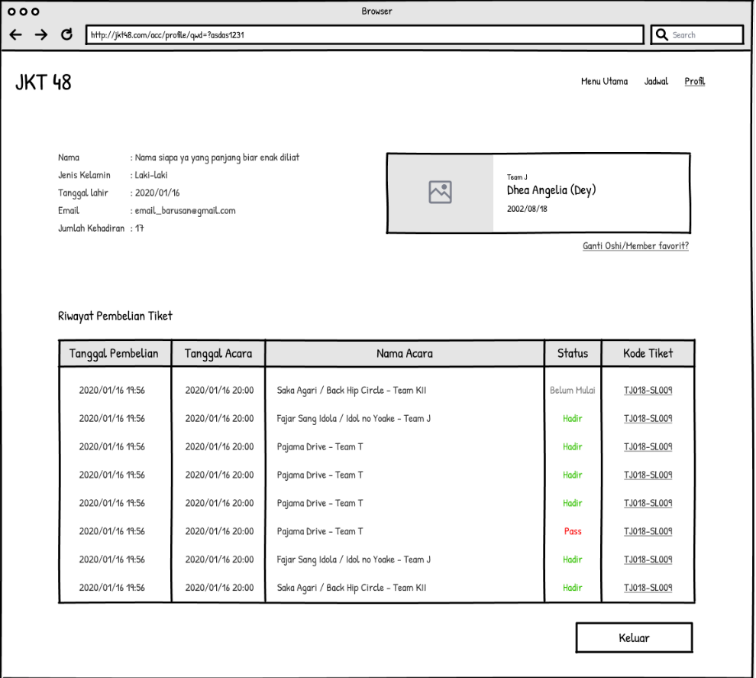 Browser
http://jkt48.com/acc/profile/qwd=?asdas1231
Search
JKT 48
Menu Utama Jadwal Profil
Nama : Nama siapa ya yang panjang biar enak diliat
Jenis Kelamin : Laki-laki
Tanggal lahir : 2020/01/16
Email : email_barusan@gmail.com
Jumlah Kehadiran : 17
Team J
Dhea Angelia (Dey)
2002/08/18
Ganti Oshi/Member favorit?
Riwayat Pembelian Tiket
Tanggal Pembelian Tanggal Acara Nama Acara Status Kode Tiket
2020/01/16 19:56 2020/01/16 20:00 Saka Agari / Back Hip Circle - Team KII Belum Mulai TJ018-SL009
2020/01/16 19:56 2020/01/16 20:00 Fajar Sang Idola / Idol no Yoake - Team J Hadir TJ018-SL009
2020/01/16 19:56 2020/01/16 20:00 Pajama Drive - Team T Hadir TJ018-SL009
2020/01/16 19:56 2020/01/16 20:00 Pajama Drive - Team T Hadir TJ018-SL009
2020/01/16 19:56 2020/01/16 20:00 Pajama Drive - Team T Hadir TJ018-SL009
2020/01/16 19:56 2020/01/16 20:00 Pajama Drive - Team T Pass TJ018-SL009
2020/01/16 19:56 2020/01/16 20:00 Fajar Sang Idola / Idol no Yoake - Team J Hadir TJ018-SL009
2020/01/16 19:56 2020/01/16 20:00 Saka Agari / Back Hip Circle - Team KII Hadir TJ018-SL009
Keluar